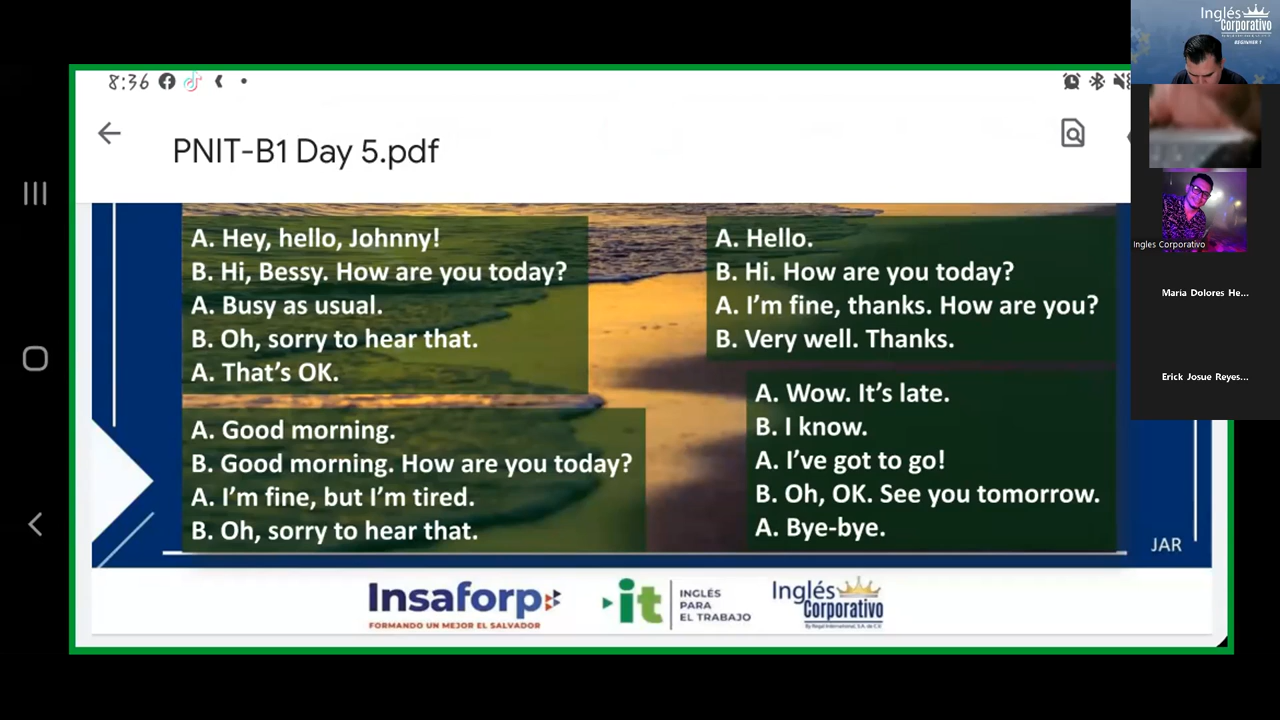 8:36
PNIT-B1 Day 5.pdf
A. Hey, hello, Johnny!
B. Hi, Bessy. How are you today?
A. Busy as usual.
B. Oh, sorry to hear that.
A. That's OK.
A. Good morning.
B. Good morning. How are you today?
A. I'm fine, but I'm tired.
B. Oh, sorry to hear that.
A. Hello.
B. Hi. How are you today?
A. I'm fine, thanks. How are you?
B. Very well. Thanks.
A. Wow. It's late.
B. I know.
A. I've got to go!
B. Oh, OK. See you tomorrow.
A. Bye-bye.
JAR
Insaforp
FORMANDO UN MEJOR EL SALVADOR
it
INGLÉS
PARA
EL TRABAJO
Inglés
Corporativo
By Regal International, S.A. de C.V.
Inglés
Corporativo
BEGINNER 1
Ingles Corporativo
Maria Dolores He...
Erick Josue Reyes...